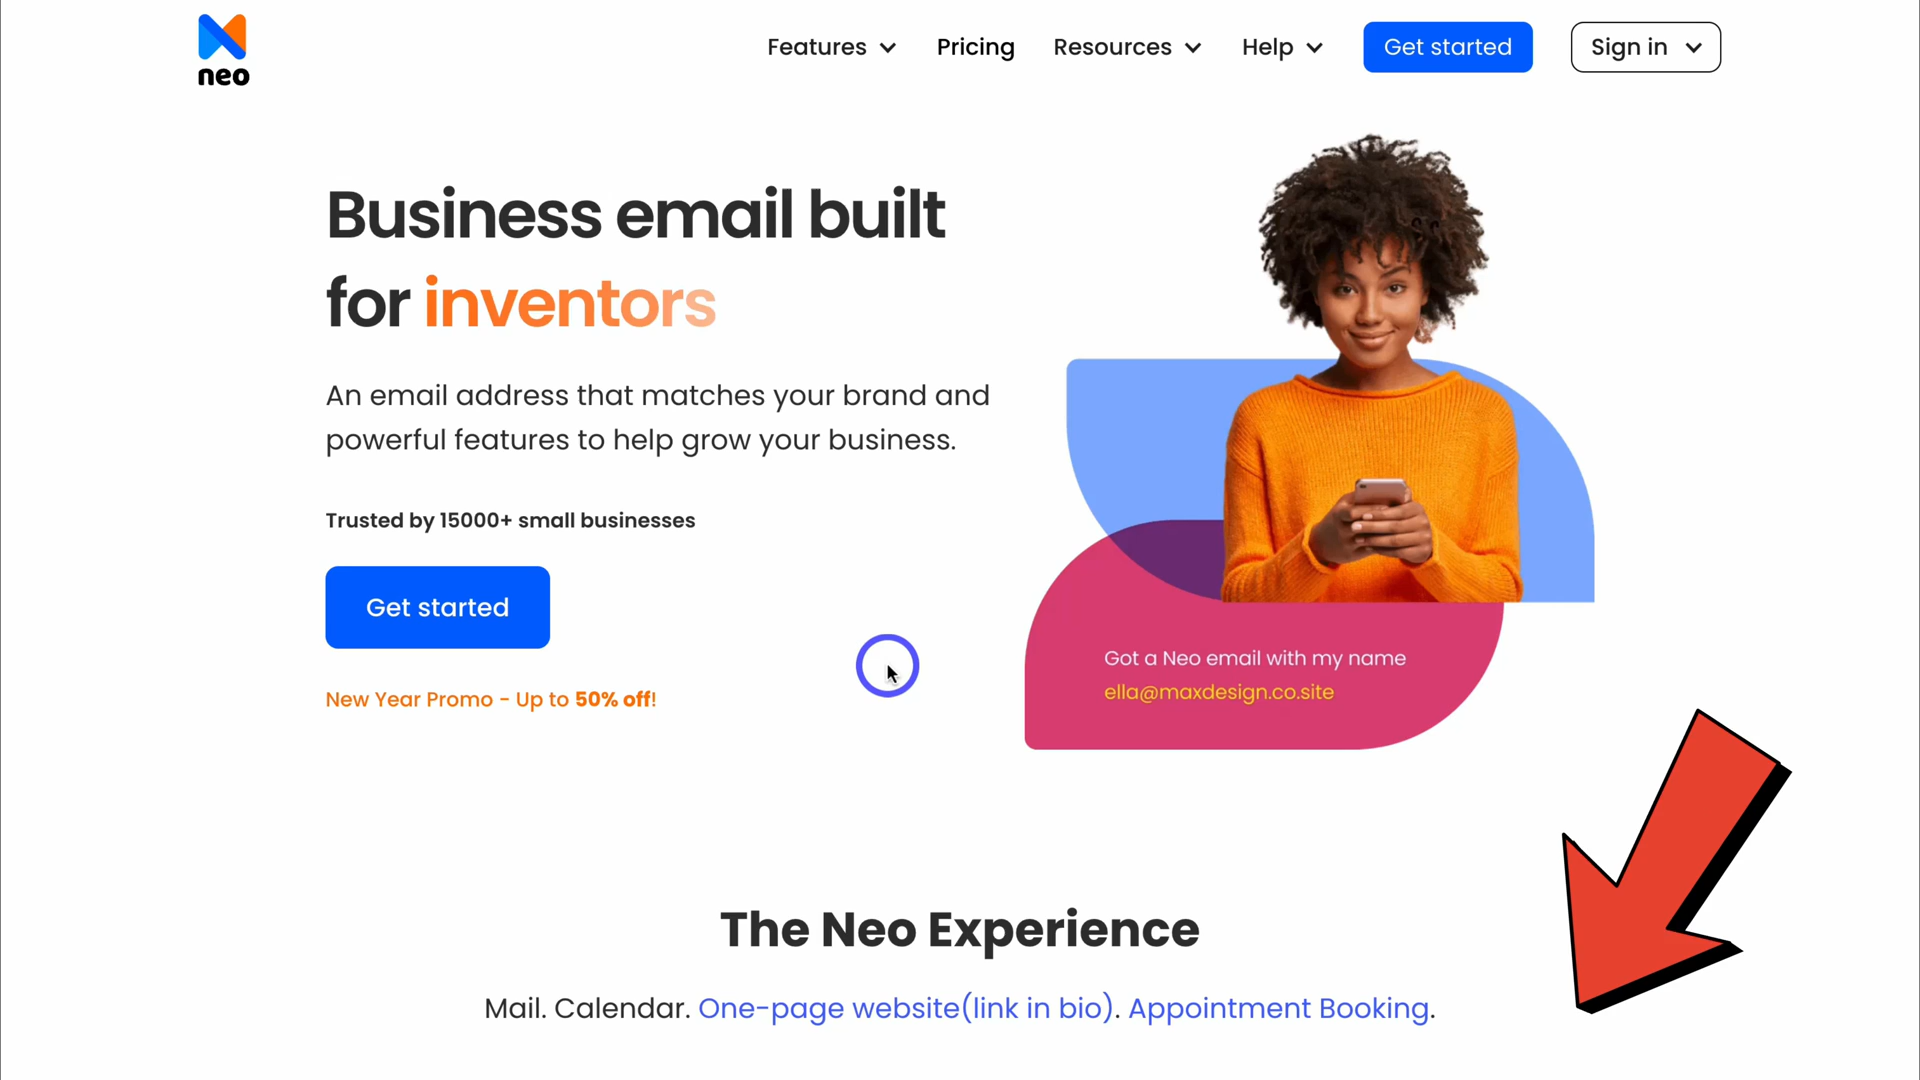 neo
Features
Pricing
Resources
Help
Get started
Sign in
Business email built
for inventors
An email address that matches your brand and
powerful features to help grow your business.
Trusted by 15000+ small businesses
Get started
New Year Promo - Up to 50% off!
Got a Neo email with my name
ella@maxdesign.co.site
The Neo Experience
Mail. Calendar. One-page website(link in bio). Appointment Booking.